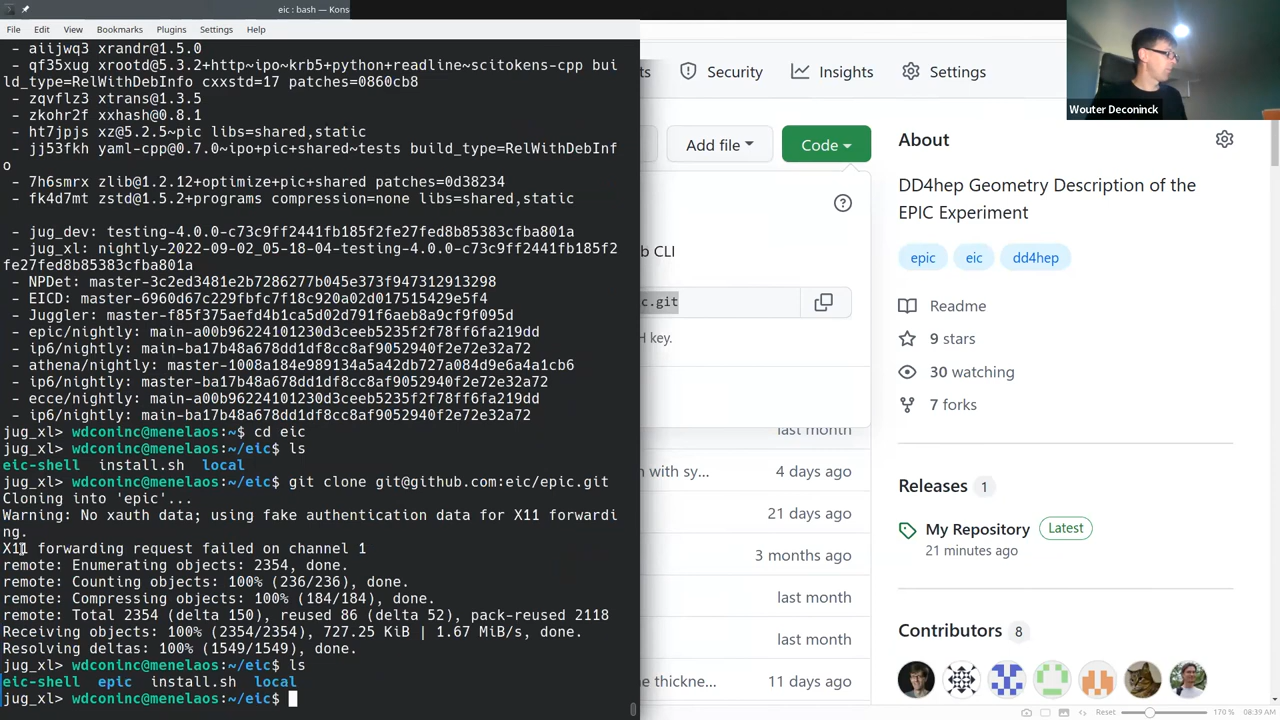 eic : bash — Kons
File Edit View Bookmarks Plugins Settings Help
- aiijwq3 xrandr@1.5.0
- qf35xug xrootd@5.3.2+http~ipo~krb5+python+readline~scitokens-cpp bui
ld_type=RelWithDebInfo cxxstd=17 patches=0860cb8
- zqvflz3 xtrans@1.3.5
- zkohr2f xxhash@0.8.1
- ht7jpjs xz@5.2.5~pic libs=shared,static
- jj53fkh yaml-cpp@0.7.0~ipo+pic+shared~tests build_type=RelWithDebInf
o
- 7h6smrx zlib@1.2.12+optimize+pic+shared patches=0d38234
- fk4d7mt zstd@1.5.2+programs compression=none libs=shared,static
- jug_dev: testing-4.0.0-c73c9ff2441fb185f2fe27fed8b85383cfba801a
- jug_xl: nightly-2022-09-02_05-18-04-testing-4.0.0-c73c9ff2441fb185f2
fe27fed8b85383cfba801a
- NPDet: master-3c2ed3481e2b7286277b045e373f947312913298
- EICD: master-6960d67c229fbfc7f18c920a02d017515429e5f4
- Juggler: master-f85f375aefd4b1ca5d02d791f6aeb8a9cf9f095d
- epic/nightly: main-a00b96224101230d3ceeb5235f2f78ff6fa219dd
- ip6/nightly: main-ba17b48a678dd1df8cc8af9052940f2e72e32a72
- athena/nightly: master-1008a184e989134a5a42db727a084d9e6a4a1cb6
- ip6/nightly: master-ba17b48a678dd1df8cc8af9052940f2e72e32a72
- ecce/nightly: main-a00b96224101230d3ceeb5235f2f78ff6fa219dd
- ip6/nightly: main-ba17b48a678dd1df8cc8af9052940f2e72e32a72
jug_xl> wdconinc@menelaos:~$ cd eic
jug_xl> wdconinc@menelaos:~/eic$ ls
eic-shell install.sh local
jug_xl> wdconinc@menelaos:~/eic$ git clone git@github.com:eic/epic.git
Cloning into 'epic'...
Warning: No xauth data; using fake authentication data for X11 forwardi
ng.
X11 forwarding request failed on channel 1
remote: Enumerating objects: 2354, done.
remote: Counting objects: 100% (236/236), done.
remote: Compressing objects: 100% (184/184), done.
remote: Total 2354 (delta 150), reused 86 (delta 52), pack-reused 2118
Receiving objects: 100% (2354/2354), 727.25 KiB | 1.67 MiB/s, done.
Resolving deltas: 100% (1549/1549), done.
jug_xl> wdconinc@menelaos:~/eic$ ls
eic-shell epic install.sh local
jug_xl> wdconinc@menelaos:~/eic$
ts Security Insights Settings
Add file Code
b CLI
c.git
H key.
last month
n with sy... 4 days ago
21 days ago
3 months ago
last month
last month
e thickne... 11 days ago
About
DD4hep Geometry Description of the
EPIC Experiment
epic eic dd4hep
Readme
9 stars
30 watching
7 forks
Releases 1
My Repository Latest
21 minutes ago
Contributors 8
Wouter Deconinck
Reset 170 % 08:39 AM